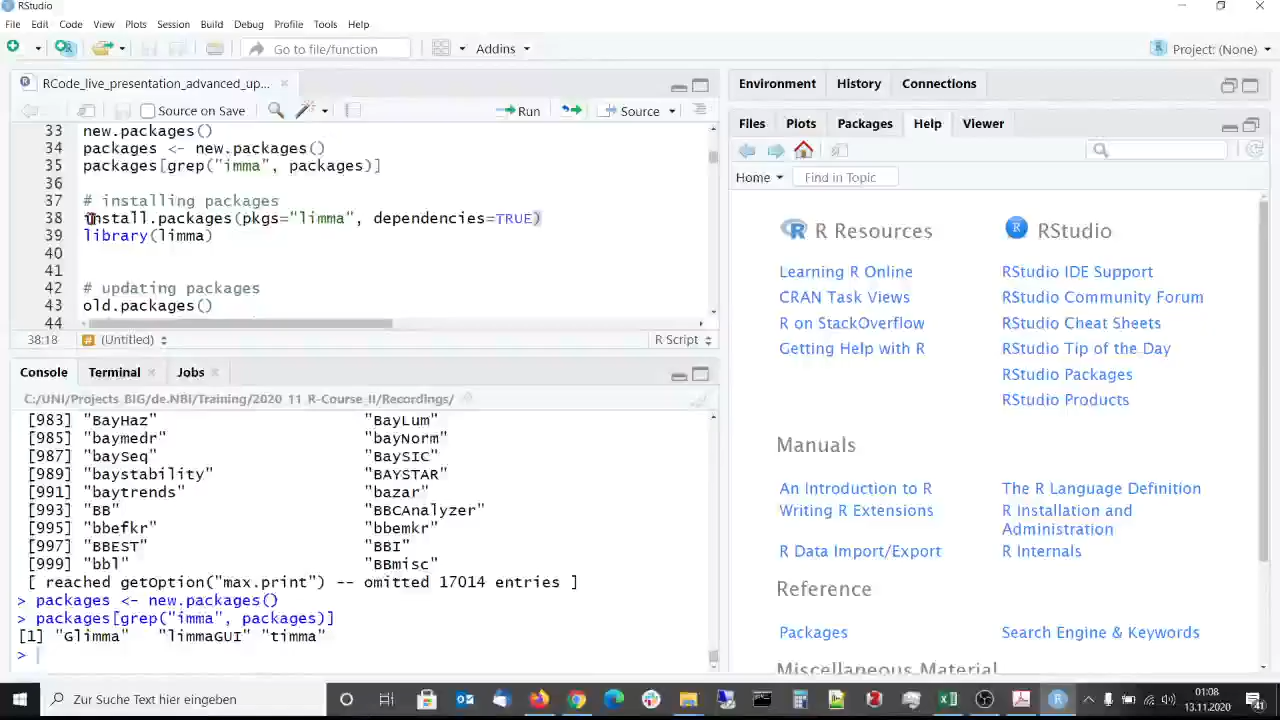 RStudio
File Edit Code View Plots Session Build Debug Profile Tools Help
Go to file/function Addins Project: (None)
RCode_live_presentation_advanced_up...
Source on Save Run Source
33 new.packages()
34 packages <- new.packages()
35 packages[grep("imma", packages)]
36
37 # installing packages
38 install.packages(pkgs="limma", dependencies=TRUE)
39 library(limma)
40
41
42 # updating packages
43 old.packages()
44
38:18 (Untitled) R Script
Console Terminal Jobs
C:/UNI/Projects_BIG/de.NBI/Training/2020_11_R-Course_II/Recordings/
[983] "BayHaz" "BayLum"
[985] "baymedr" "bayNorm"
[987] "baySeq" "BaySIC"
[989] "baystability" "BAYSTAR"
[991] "baytrends" "bazar"
[993] "BB" "BBCAnalyzer"
[995] "bbefkr" "bbemkr"
[997] "BBEST" "BBI"
[999] "bbl" "BBmisc"
[ reached getOption("max.print") -- omitted 17014 entries ]
> packages <- new.packages()
> packages[grep("imma", packages)]
[1] "Glimma" "limmaGUI" "timma"
>
Environment History Connections
Files Plots Packages Help Viewer
Home Find in Topic
R Resources
Learning R Online
CRAN Task Views
R on StackOverflow
Getting Help with R
RStudio
RStudio IDE Support
RStudio Community Forum
RStudio Cheat Sheets
RStudio Tip of the Day
RStudio Packages
RStudio Products
Manuals
An Introduction to R
Writing R Extensions
R Data Import/Export
The R Language Definition
R Installation and
Administration
R Internals
Reference
Packages Search Engine & Keywords
Miscellaneous Material
Zur Suche Text hier eingeben
01:08
13.11.2020